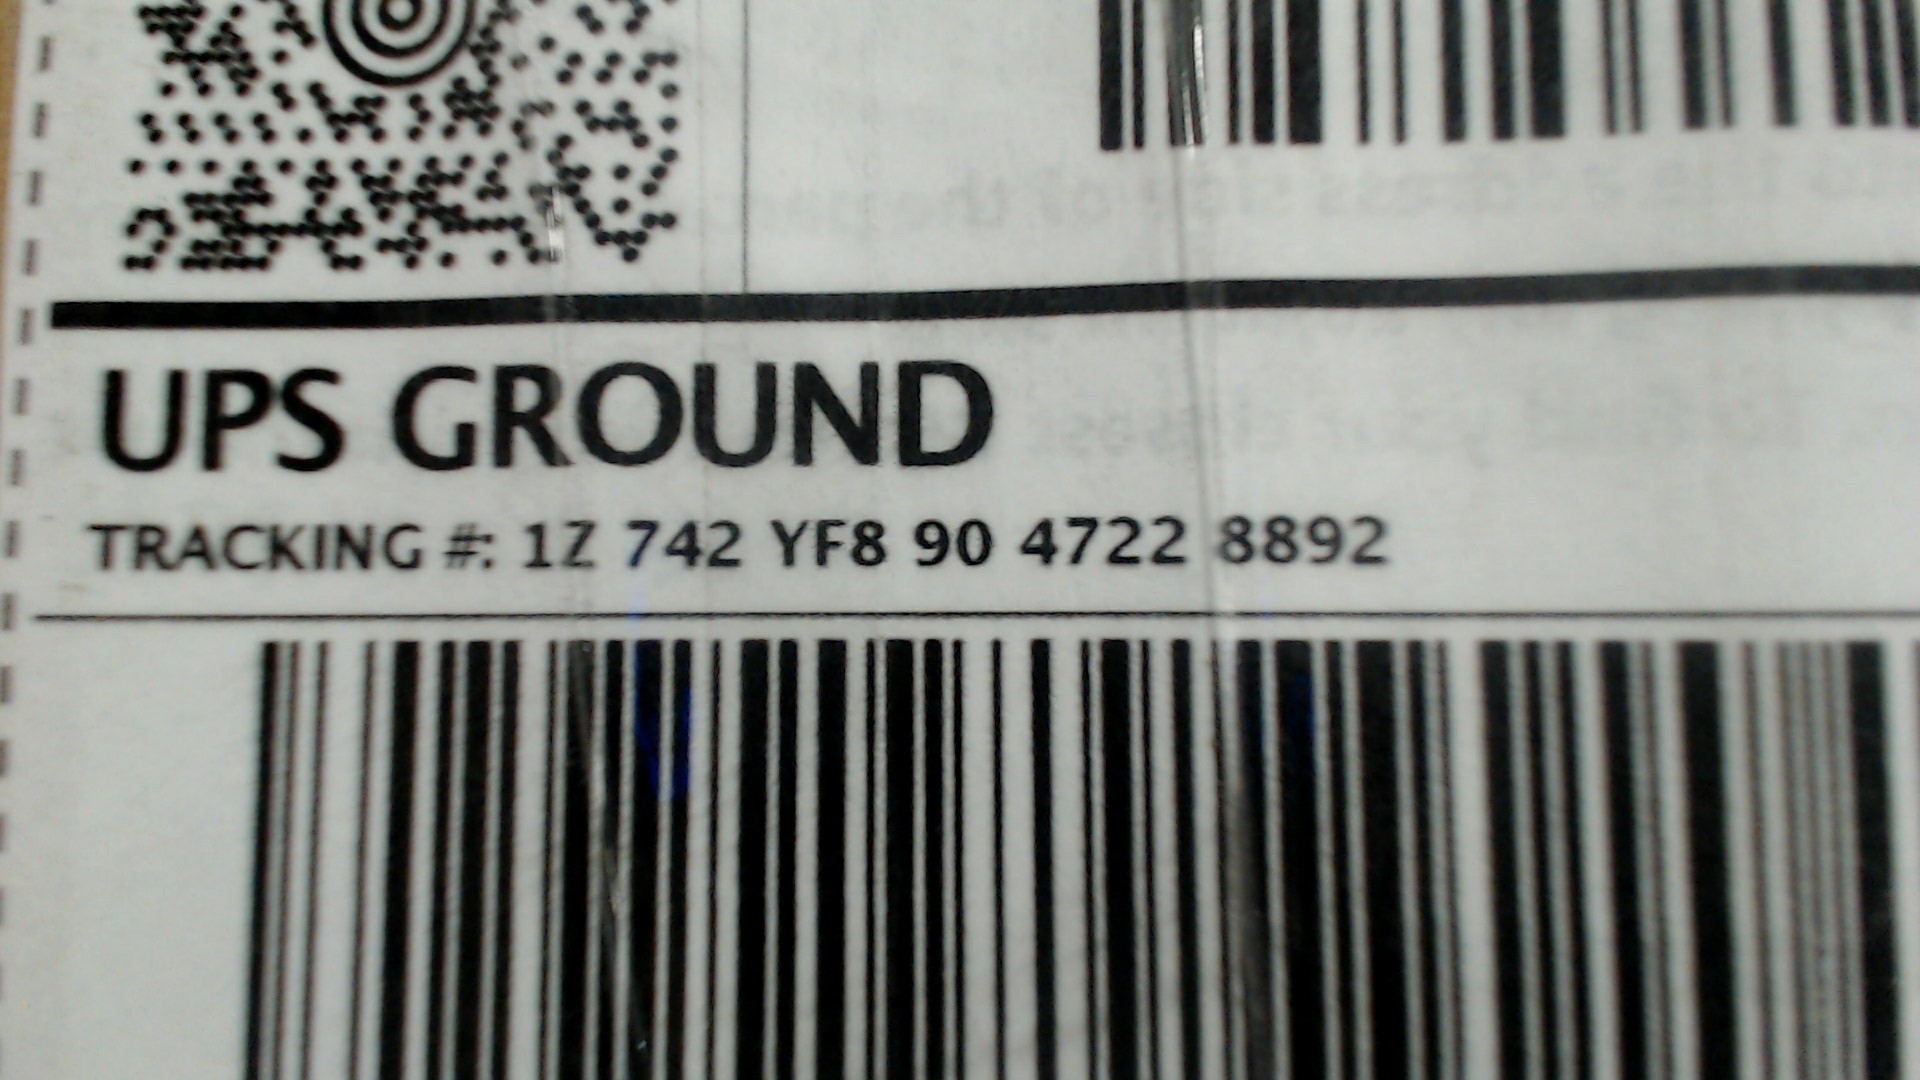 UPS GROUND
TRACKING #: 1Z 742 YF8 90 4722 8892